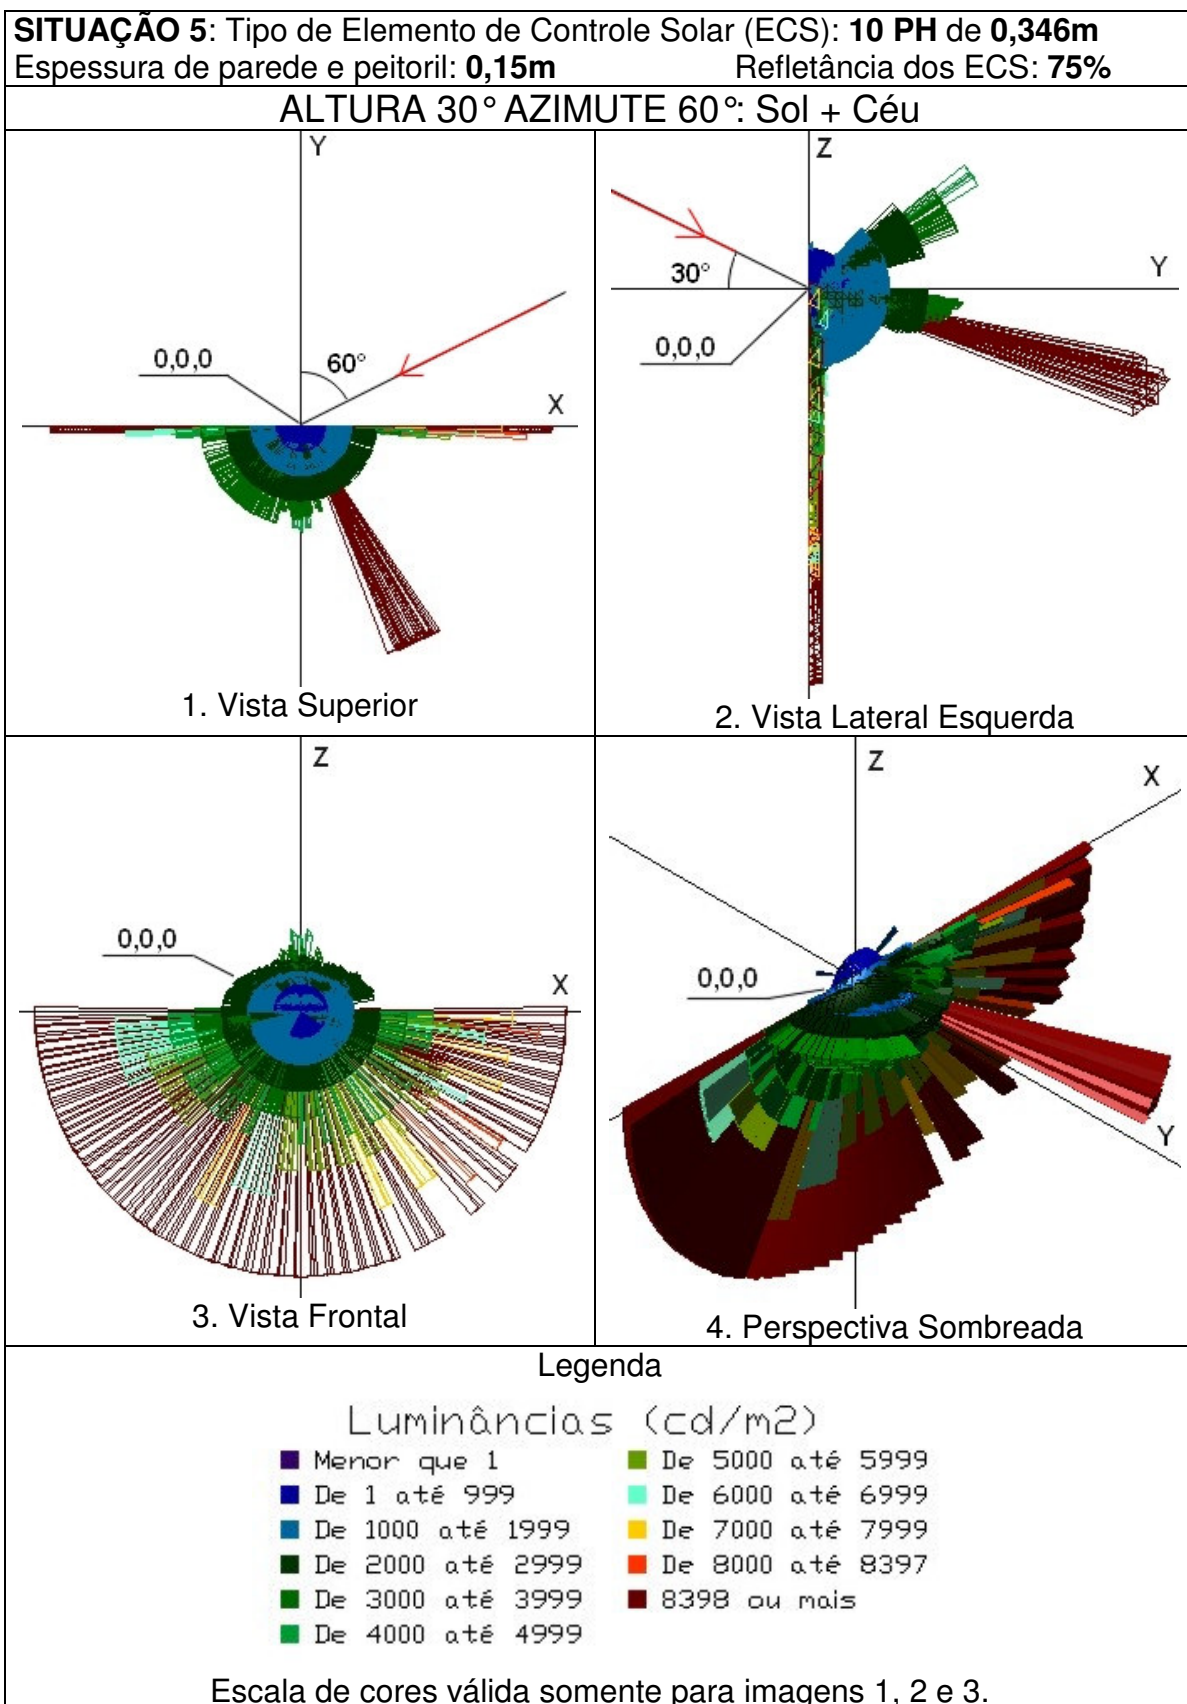 SITUAÇÃO 5: Tipo de Elemento de Controle Solar (ECS): 10 PH de 0,346m
Espessura de parede e peitoril: 0,15m Refletância dos ECS: 75%
ALTURA 30° AZIMUTE 60°: Sol + Céu
Y
0,0,0
60°
X
1. Vista Superior
Z
30°
Y
0,0,0
2. Vista Lateral Esquerda
Z
0,0,0
X
3. Vista Frontal
Z
X
0,0,0
Y
4. Perspectiva Sombreada
Legenda
Luminâncias (cd/m2)
Menor que 1
De 1 até 999
De 1000 até 1999
De 2000 até 2999
De 3000 até 3999
De 4000 até 4999
De 5000 até 5999
De 6000 até 6999
De 7000 até 7999
De 8000 até 8397
8398 ou mais
Escala de cores válida somente para imagens 1, 2 e 3.